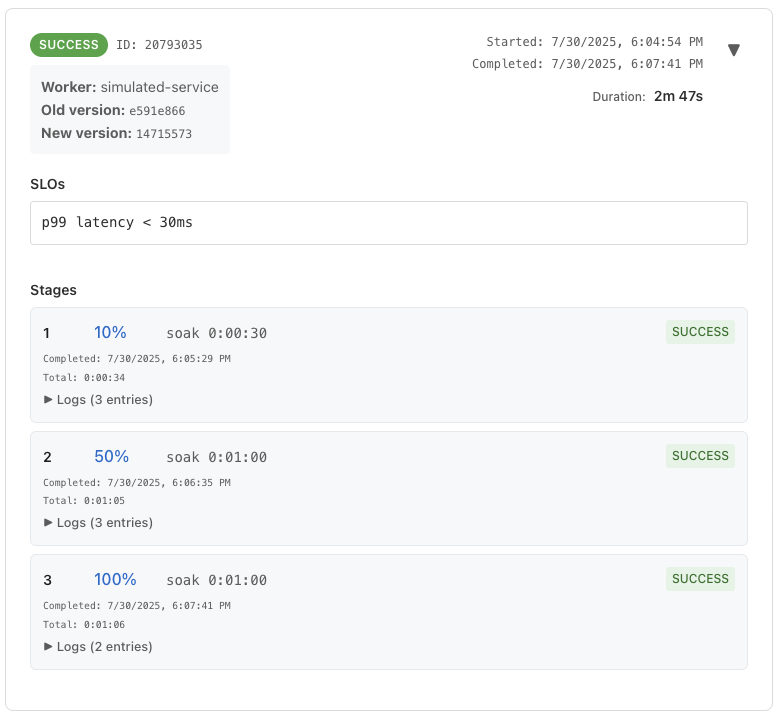 SUCCESS ID: 20793035
Started: 7/30/2025, 6:04:54 PM
Completed: 7/30/2025, 6:07:41 PM
Duration: 2m 47s
Worker: simulated-service
Old version: e591e866
New version: 14715573
SLOs
p99 latency < 30ms
Stages
1 10% soak 0:00:30 SUCCESS
Completed: 7/30/2025, 6:05:29 PM
Total: 0:00:34
Logs (3 entries)
2 50% soak 0:01:00 SUCCESS
Completed: 7/30/2025, 6:06:35 PM
Total: 0:01:05
Logs (3 entries)
3 100% soak 0:01:00 SUCCESS
Completed: 7/30/2025, 6:07:41 PM
Total: 0:01:06
Logs (2 entries)